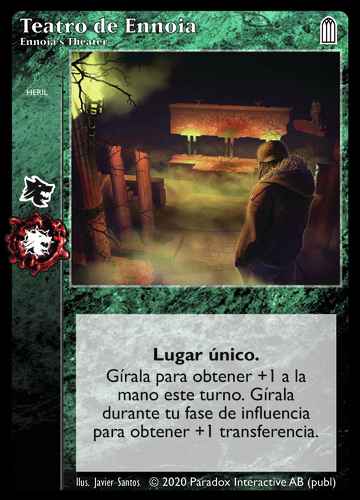 Teatro de Ennoia
Ennoia's Theater
HERIL
Lugar único.
Gírala para obtener +1 a la
mano este turno. Gírala
durante tu fase de influencia
para obtener +1 transferencia.
Ilus. Javier Santos © 2020 Paradox Interactive AB (publ)